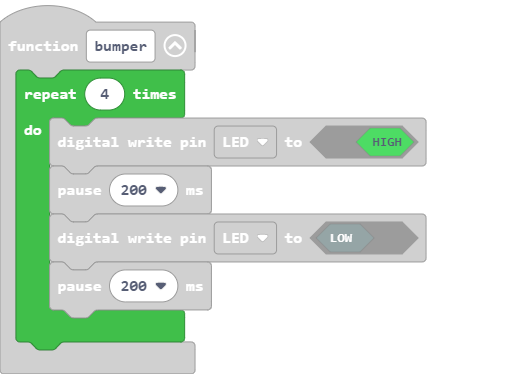 function bumper
repeat 4 times
do
digital write pin LED to HIGH
pause 200 ms
digital write pin LED to LOW
pause 200 ms